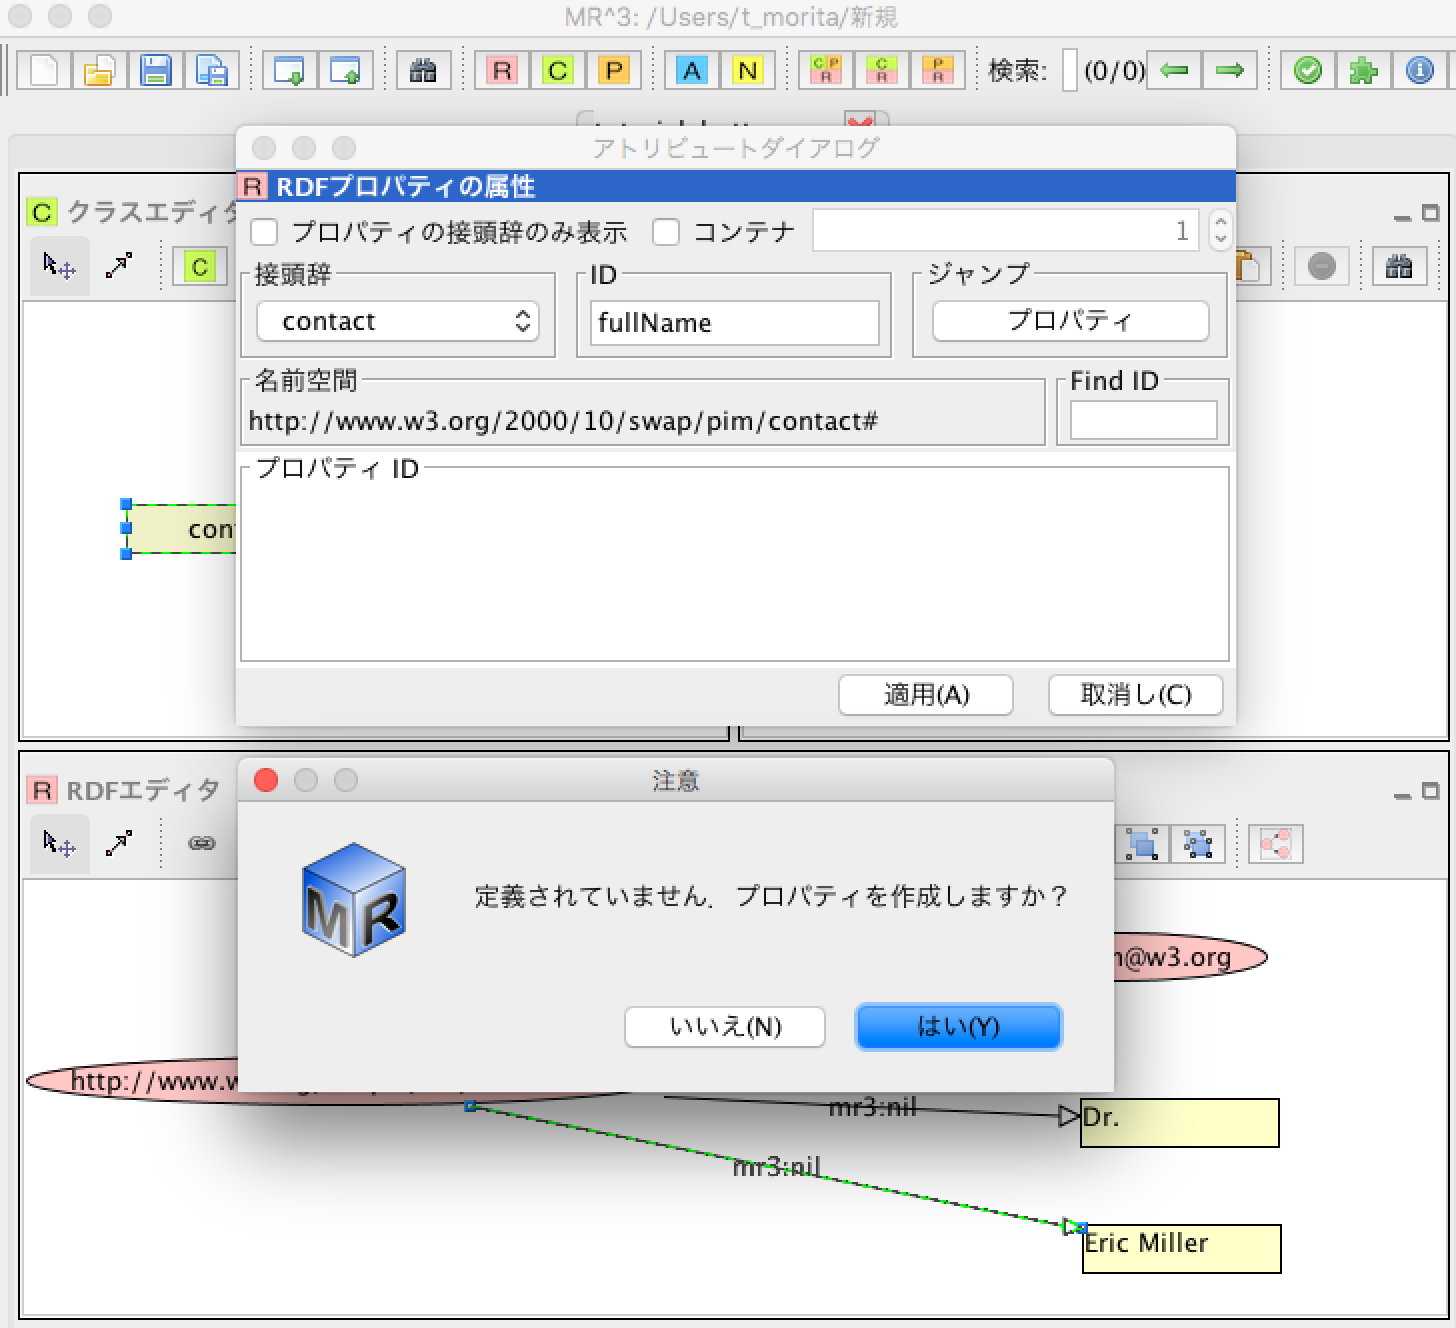 MR^3: /Users/t_morita/新規
R C P A N C P R C R P R 検索: (0/0)
アトリビュートダイアログ
R RDFプロパティの属性
プロパティの接頭辞のみ表示 コンテナ 1
C クラスエディタ
C
接頭辞 ID ジャンプ
contact fullName プロパティ
名前空間 Find ID
http://www.w3.org/2000/10/swap/pim/contact#
プロパティ ID
適用(A) 取消し(C)
R RDFエディタ
注意
MR
定義されていません．プロパティを作成しますか？
いいえ(N) はい(Y)
@w3.org
http://www.w
mr3:nil
Dr.
mr3:nil
Eric Miller